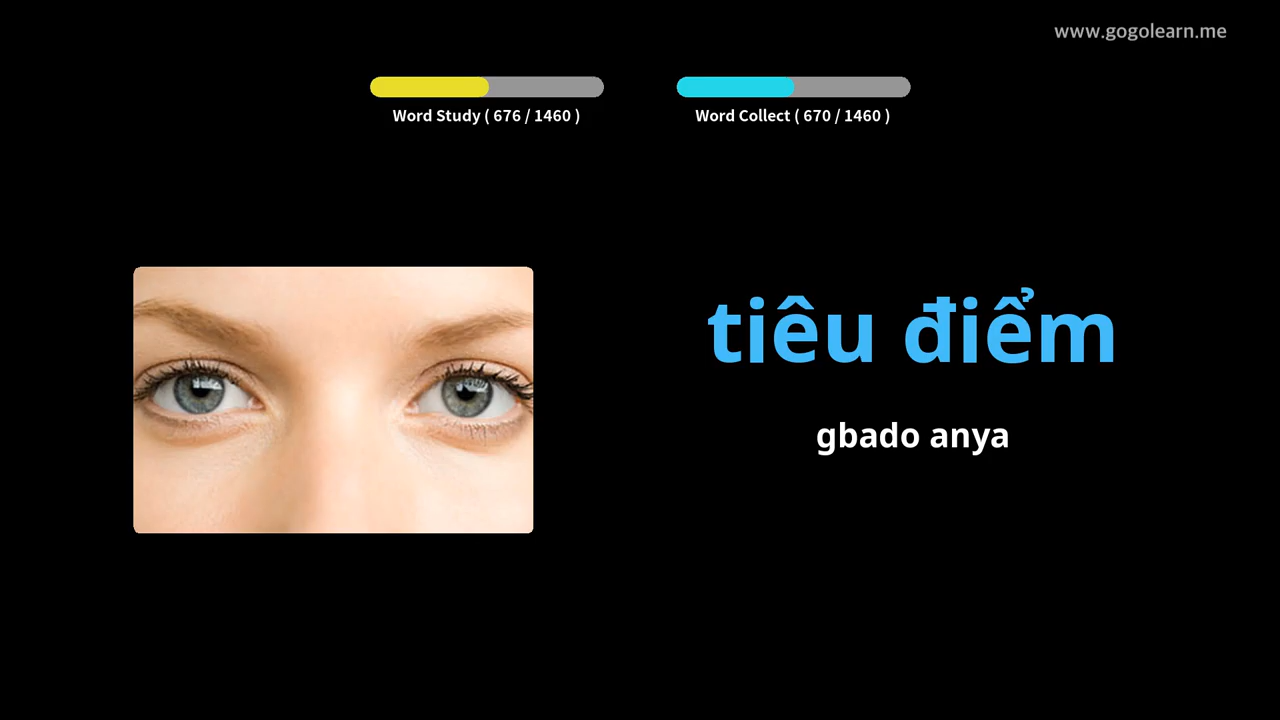 www.gogolearn.me
Word Study ( 676 / 1460 )
Word Collect ( 670 / 1460 )
tiêu điểm
gbado anya